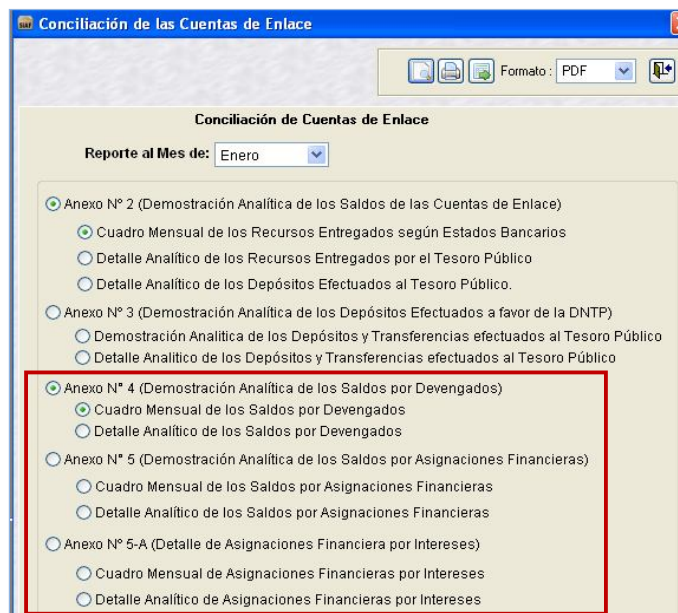 SIAF Conciliación de las Cuentas de Enlace
Formato : PDF
Conciliación de Cuentas de Enlace
Reporte al Mes de: Enero
Anexo Nº 2 (Demostración Analítica de los Saldos de las Cuentas de Enlace)
Cuadro Mensual de los Recursos Entregados según Estados Bancarios
Detalle Analítico de los Recursos Entregados por el Tesoro Público
Detalle Analítico de los Depósitos Efectuados al Tesoro Público.
Anexo Nº 3 (Demostración Analítica de los Depósitos Efectuados a favor de la DNTP)
Demostración Analitica de los Depósitos y Transferencias efectuados al Tesoro Público
Detalle Analitico de los Depósitos y Transferencias efectuados al Tesoro Público
Anexo N° 4 (Demostración Analítica de los Saldos por Devengados)
Cuadro Mensual de los Saldos por Devengados
Detalle Analítico de los Saldos por Devengados
Anexo N° 5 (Demostración Analítica de los Saldos por Asignaciones Financieras)
Cuadro Mensual de los Saldos por Asignaciones Financieras
Detalle Analítico de los Saldos por Asignaciones Financieras
Anexo Nº 5-A (Detalle de Asignaciones Financiera por Intereses)
Cuadro Mensual de Asignaciones Financieras por Intereses
Detalle Analítico de Asignaciones Financieras por Intereses